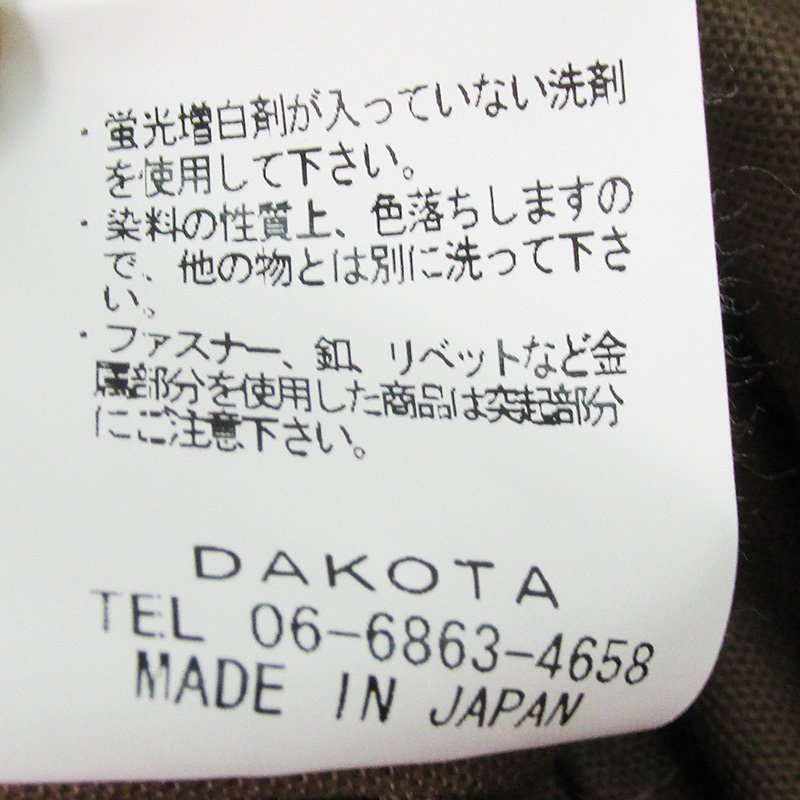 ・蛍光増白剤が入っていない洗剤
を使用して下さい。
・染料の性質上、色落ちしますの
で、他の物とは別に洗って下さ
い。
・ファスナー、釦、リベットなど金
属部分を使用した商品は突起部分
にご注意下さい。
DAKOTA
TEL 06-6863-4658
MADE IN JAPAN